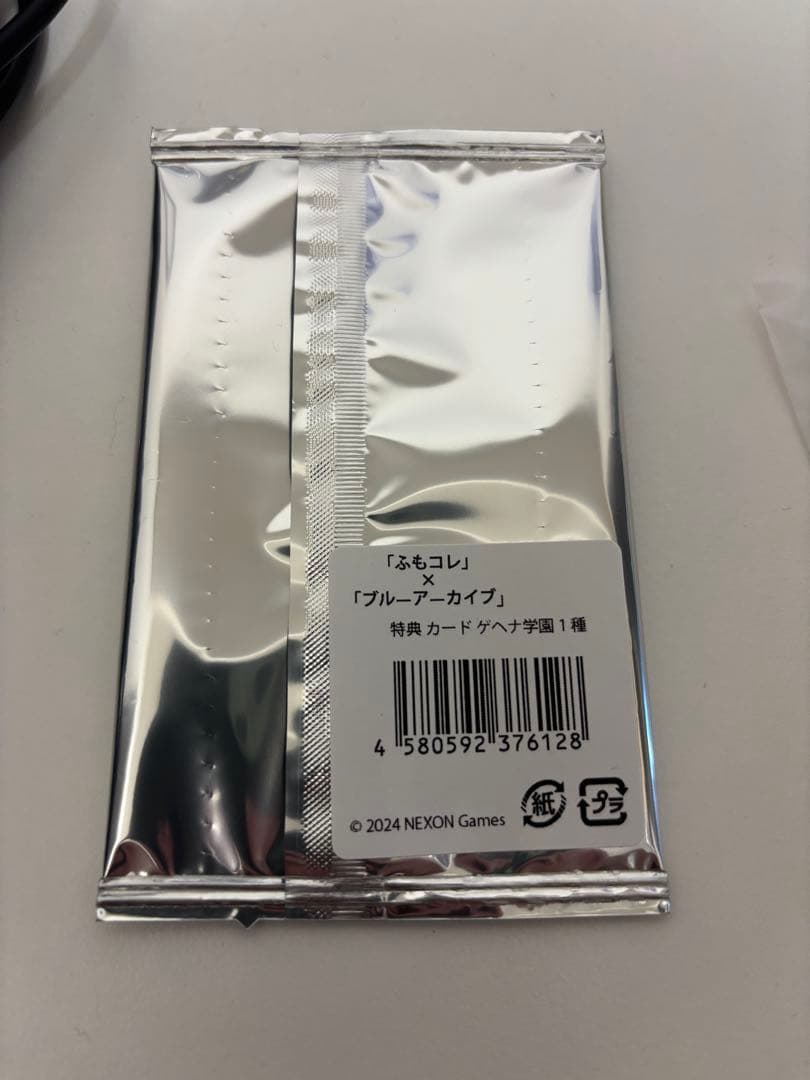 「ふもコレ」
×
「ブルーアーカイブ」
特典 カード ゲヘナ学園 1 種
4 580592 376128
© 2024 NEXON Games
紙
プラ